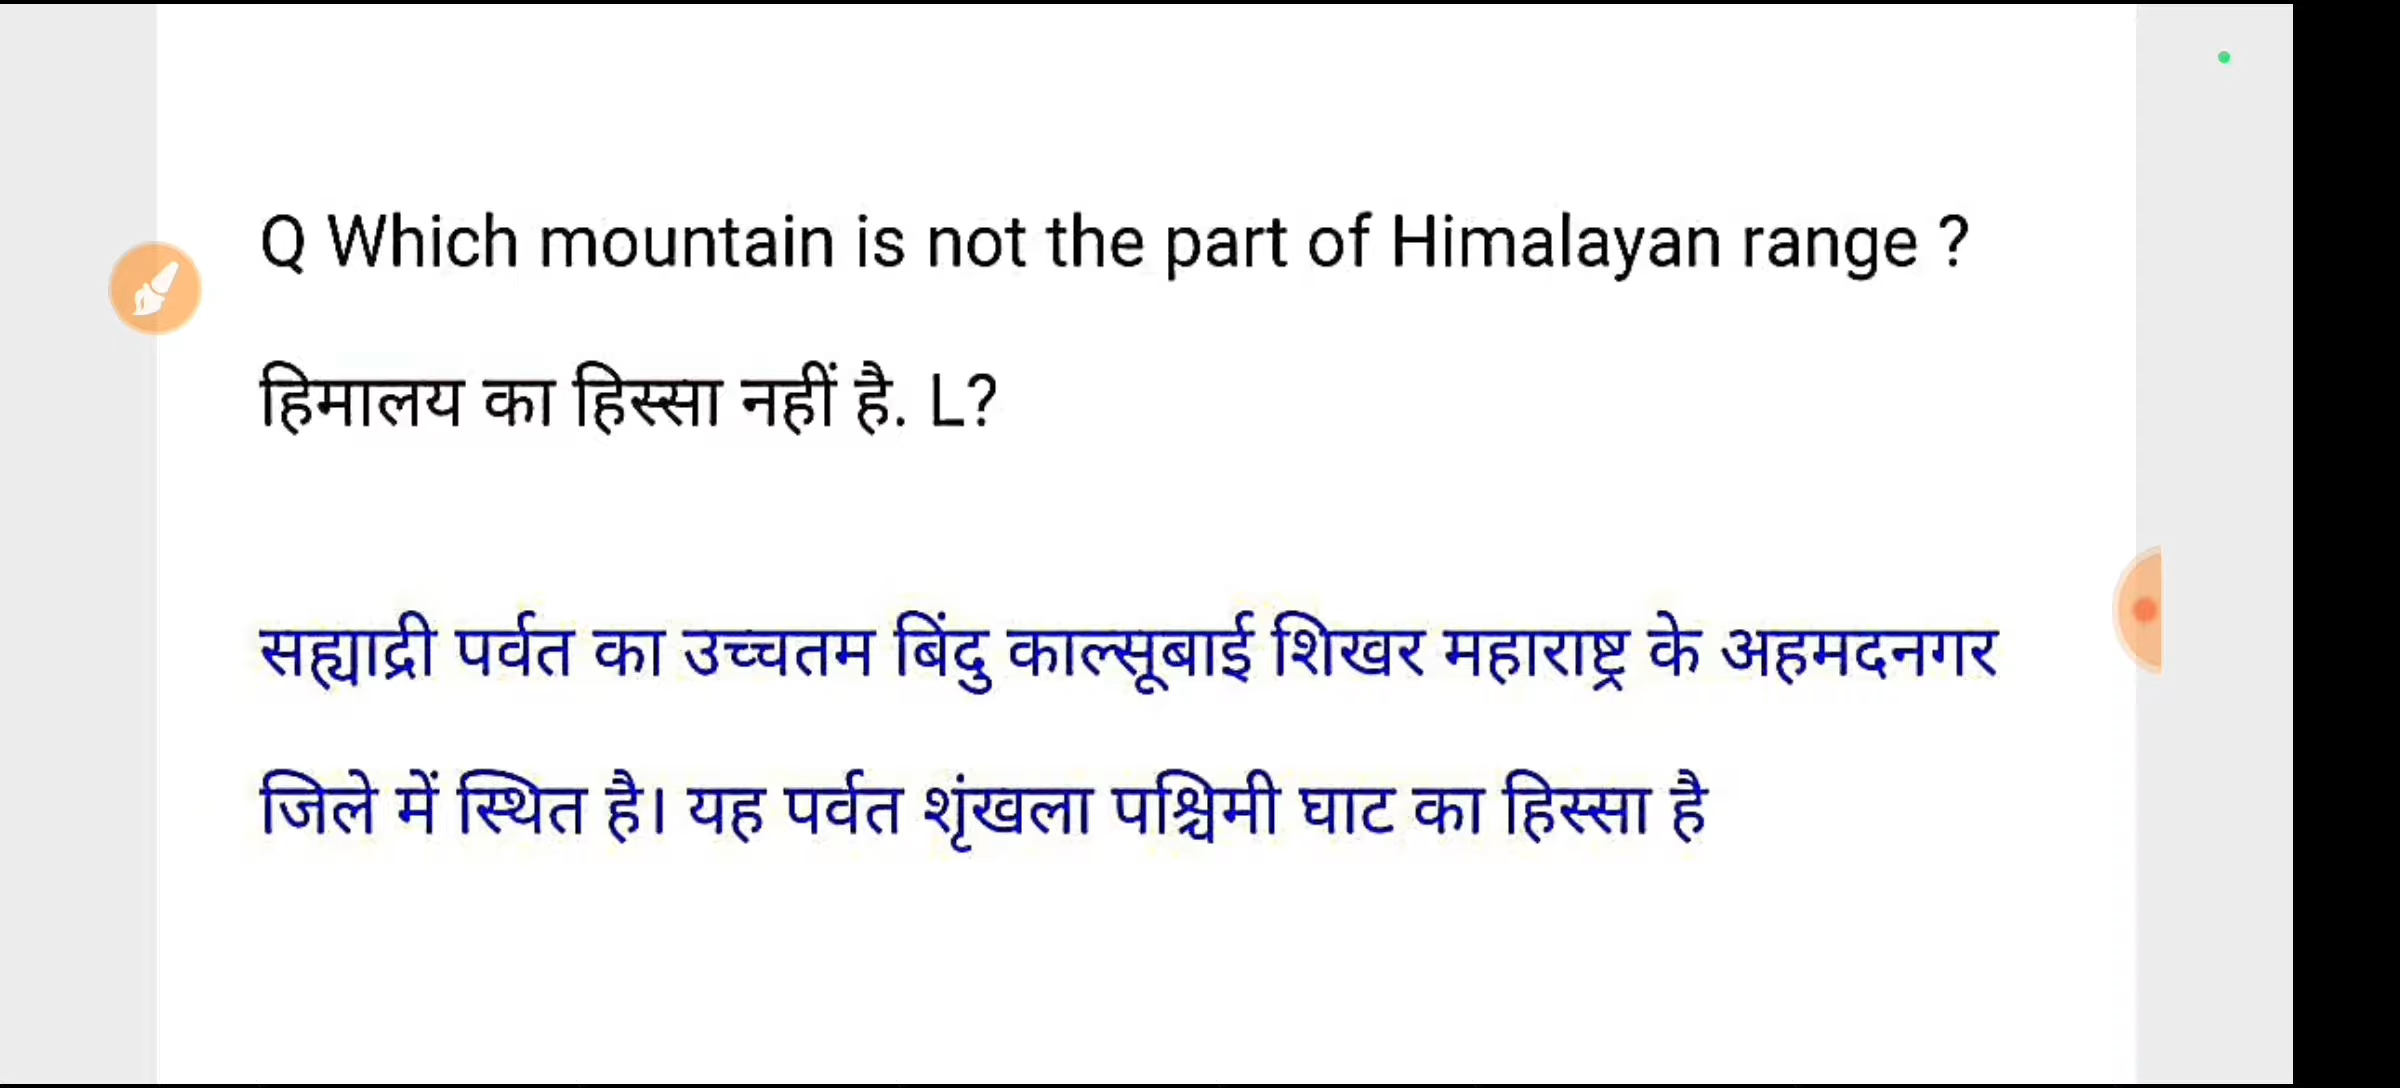 Q Which mountain is not the part of Himalayan range ?
हिमालय का हिस्सा नहीं है. L?
सह्याद्री पर्वत का उच्चतम बिंदु काल्सूबाई शिखर महाराष्ट्र के अहमदनगर
जिले में स्थित है। यह पर्वत शृंखला पश्चिमी घाट का हिस्सा है